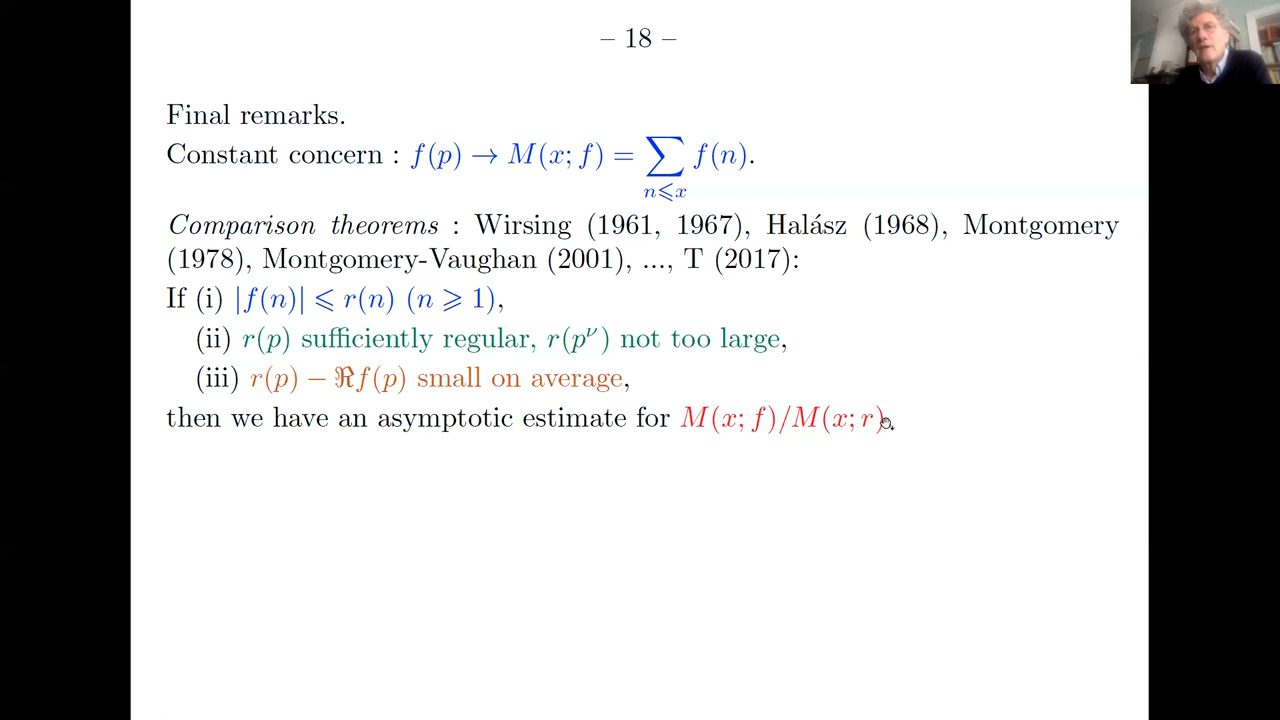 – 18 –
Final remarks.
Constant concern : f(p) → M(x; f) = ∑_{n⩽x} f(n).
Comparison theorems : Wirsing (1961, 1967), Halász (1968), Montgomery
(1978), Montgomery-Vaughan (2001), ..., T (2017):
If (i) |f(n)| ⩽ r(n) (n ⩾ 1),
(ii) r(p) sufficiently regular, r(p^ν) not too large,
(iii) r(p) − ℜf(p) small on average,
then we have an asymptotic estimate for M(x; f)/M(x; r).